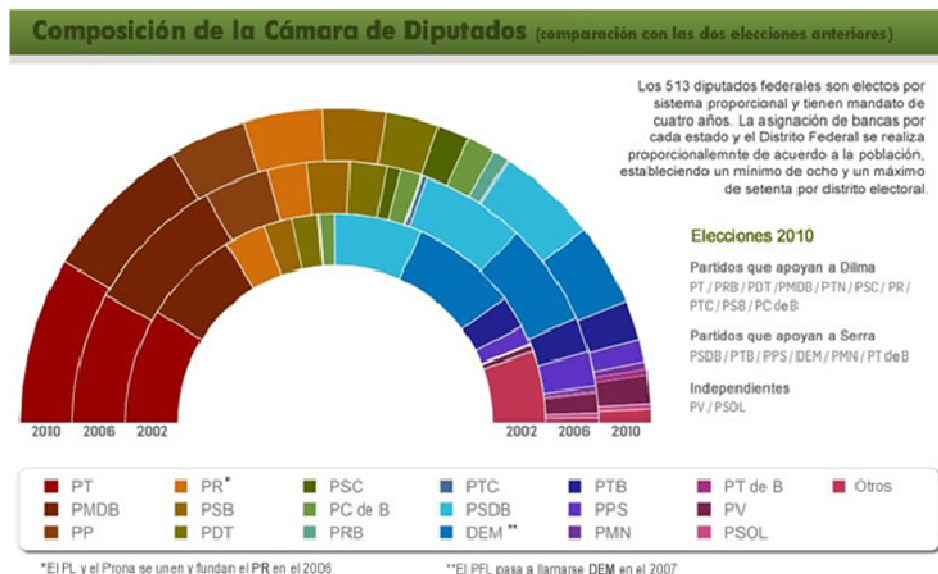 Composición de la Cámara de Diputados (comparación con las dos elecciones anteriores)
Los 513 diputados federales son electos por
sistema proporcional y tienen mandato de
cuatro años. La asignación de bancas por
cada estado y el Distrito Federal se realiza
proporcionalemnte de acuerdo a la población,
estableciendo un mínimo de ocho y un máximo
de setenta por distrito electoral.
Elecciones 2010
Partidos que apoyan a Dilma
PT / PRB / PDT / PMDB / PTN / PSC / PR /
PTC / PSB / PC de B
Partidos que apoyan a Serra
PSDB / PTB / PPS / DEM / PMN / PT de B
Independientes
PV / PSOL
2010 2006 2002 2002 2006 2010
PT PR* PSC PTC PTB PT de B Otros
PMDB PSB PC de B PSDB PPS PV
PP PDT PRB DEM ** PMN PSOL
*El PL y el Prona se unen y fundan el PR en el 2006 **El PFL pasa a llamarse DEM en el 2007